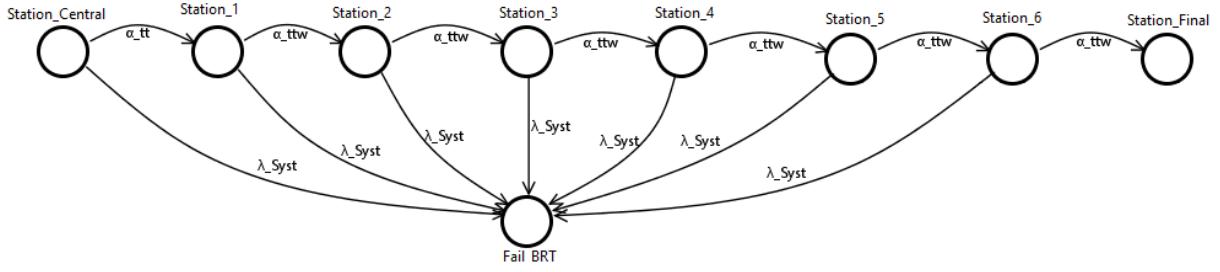 Station_Central
Station_1
Station_2
Station_3
Station_4
Station_5
Station_6
Station_Final
α_tt
α_ttw
α_ttw
α_ttw
α_ttw
α_ttw
α_ttw
λ_Syst
λ_Syst
λ_Syst
λ_Syst
λ_Syst
λ_Syst
λ_Syst
Fail_BRT